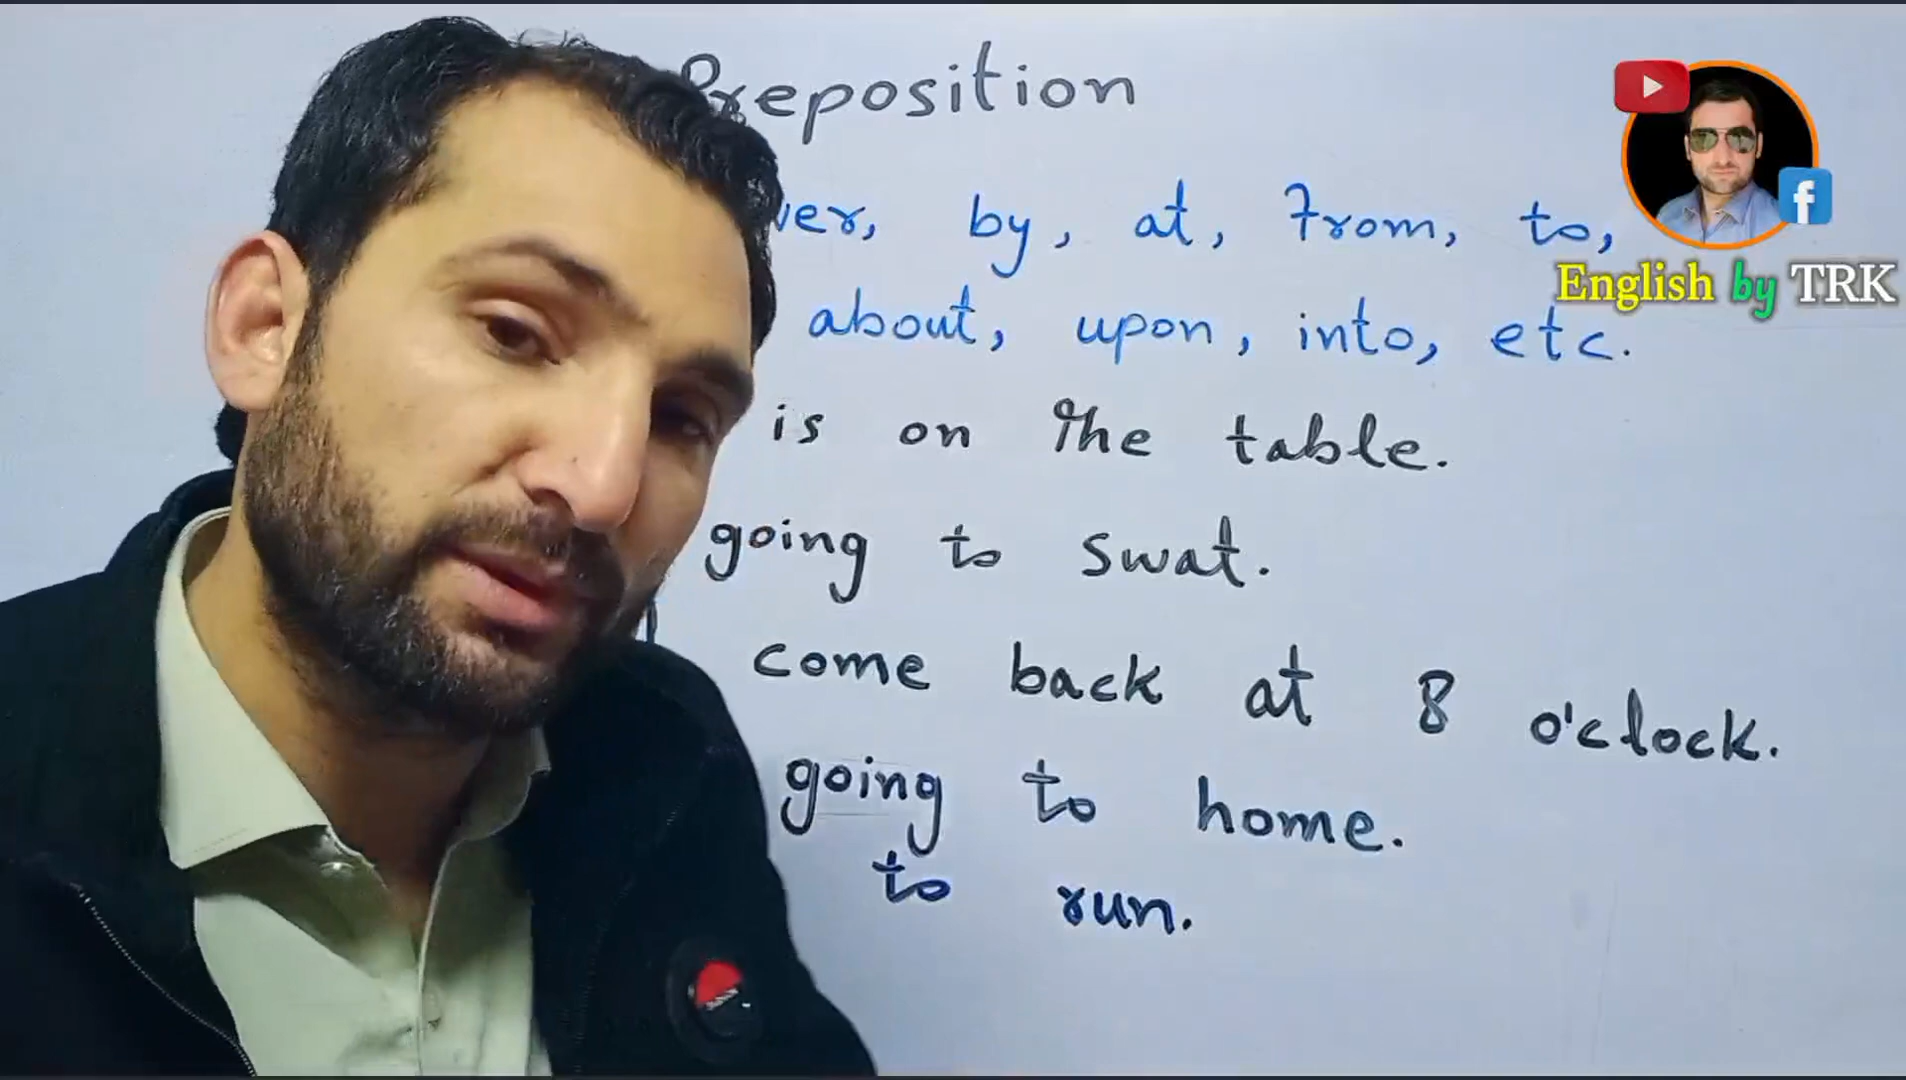 Preposition
by, at, From, to,
English by TRK
about, upon, into, etc.
is on the table.
going to swat.
come back at 8 o'clock.
going to home.
to run.